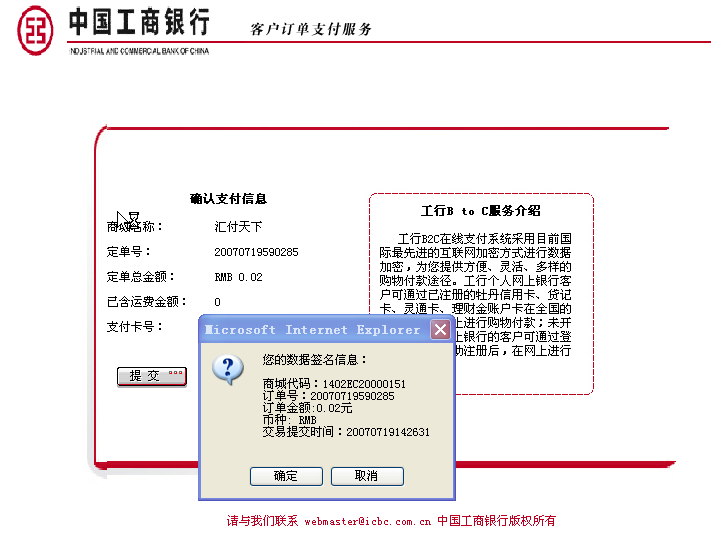 中国工商银行
INDUSTRIAL AND COMMERCIAL BANK OF CHINA
客户订单支付服务
确认支付信息
商城名称： 汇付天下
定单号： 20070719590285
定单总金额： RMB 0.02
已含运费金额： 0
支付卡号：
提 交
工行B to C服务介绍
工行B2C在线支付系统采用目前国
际最先进的互联网加密方式进行数据
加密，为您提供方便、灵活、多样的
购物付款途径。工行个人网上银行客
户可通过已注册的牡丹信用卡、贷记
卡、灵通卡、理财金账户卡在全国的
上进行购物付款；未开
上银行的客户可通过登
助注册后，在网上进行
Microsoft Internet Explorer
您的数据签名信息：
商城代码：1402EC20000151
订单号：20070719590285
订单金额:0.02元
币种: RMB
交易提交时间：20070719142631
确定 取消
请与我们联系 webmaster@icbc.com.cn 中国工商银行版权所有